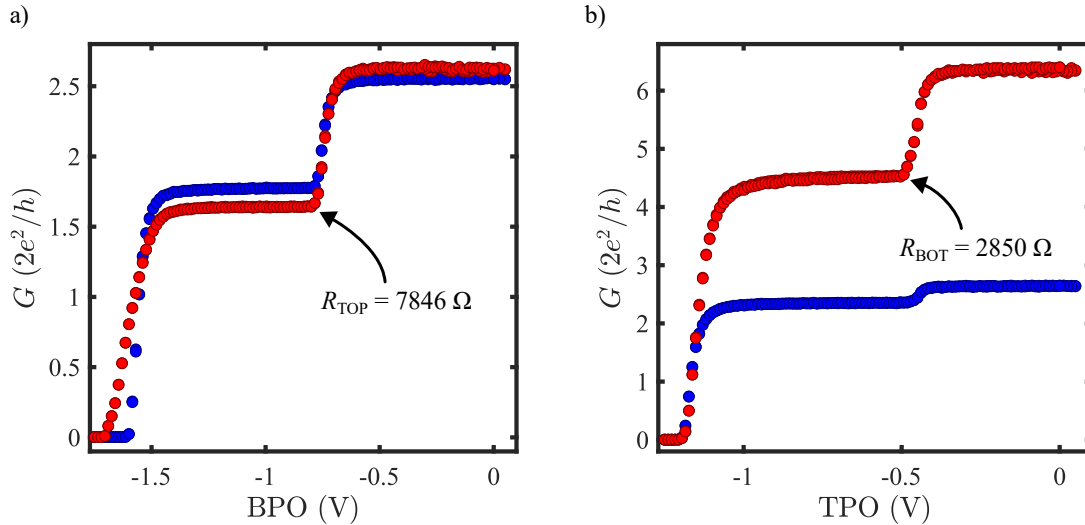 a)
2.5
2
1.5
1
0.5
0
G (2e²/h)
R_TOP = 7846 Ω
-1.5
-1
-0.5
0
BPO (V)
b)
6
5
4
3
2
1
0
G (2e²/h)
R_BOT = 2850 Ω
-1
-0.5
0
TPO (V)